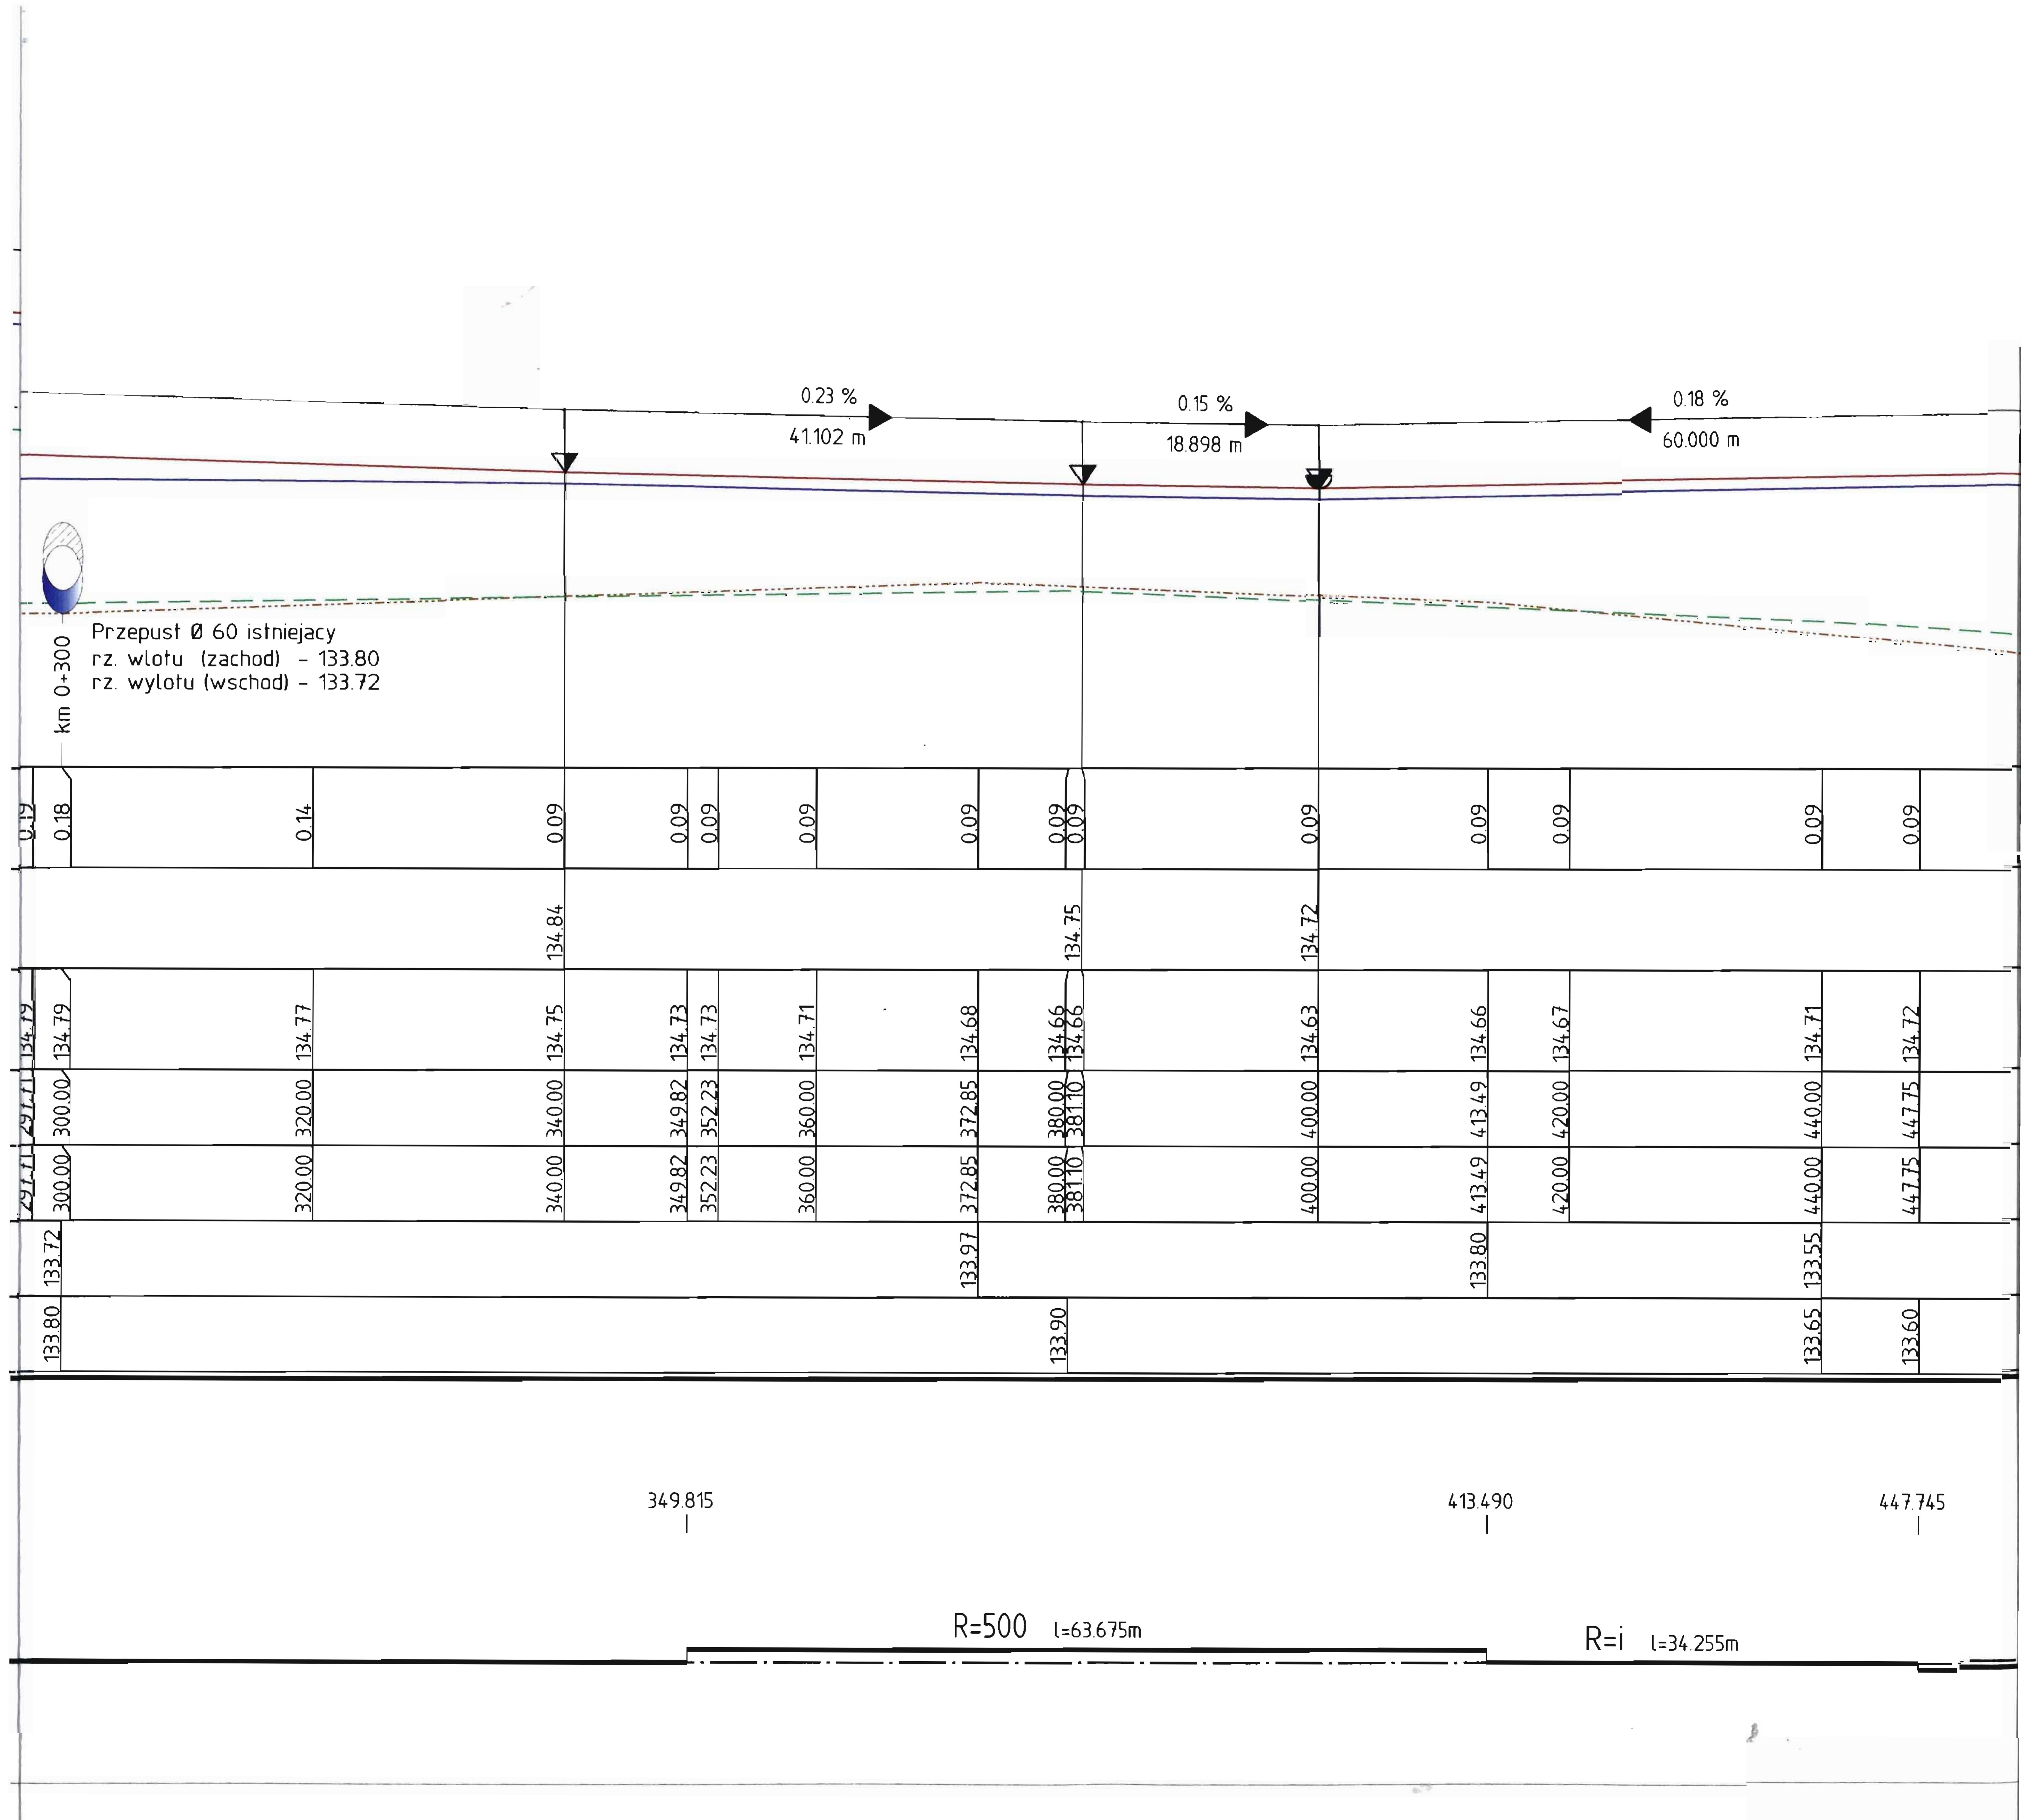 0.23 %
41.102 m
0.15 %
18.898 m
0.18 %
60.000 m
km 0+300
Przepust Ø 60 istniejacy
rz. wlotu (zachod) - 133.80
rz. wylotu (wschod) - 133.72
0.19 0.18 0.14 0.09 0.09 0.09 0.09 0.09 0.09 0.09 0.09 0.09 0.09 0.09 0.09
134.84 134.75 134.72
134.79 134.79 134.77 134.75 134.73 134.73 134.71 134.68 134.66 134.66 134.63 134.66 134.67 134.71 134.72
300.00 320.00 340.00 349.82 352.23 360.00 372.85 380.00 381.10 400.00 413.49 420.00 440.00 447.75
300.00 320.00 340.00 349.82 352.23 360.00 372.85 380.00 381.10 400.00 413.49 420.00 440.00 447.75
133.72 133.97 133.80 133.55
133.80 133.90 133.65 133.60
349.815 413.490 447.745
R=500 l=63.675m
R=i l=34.255m